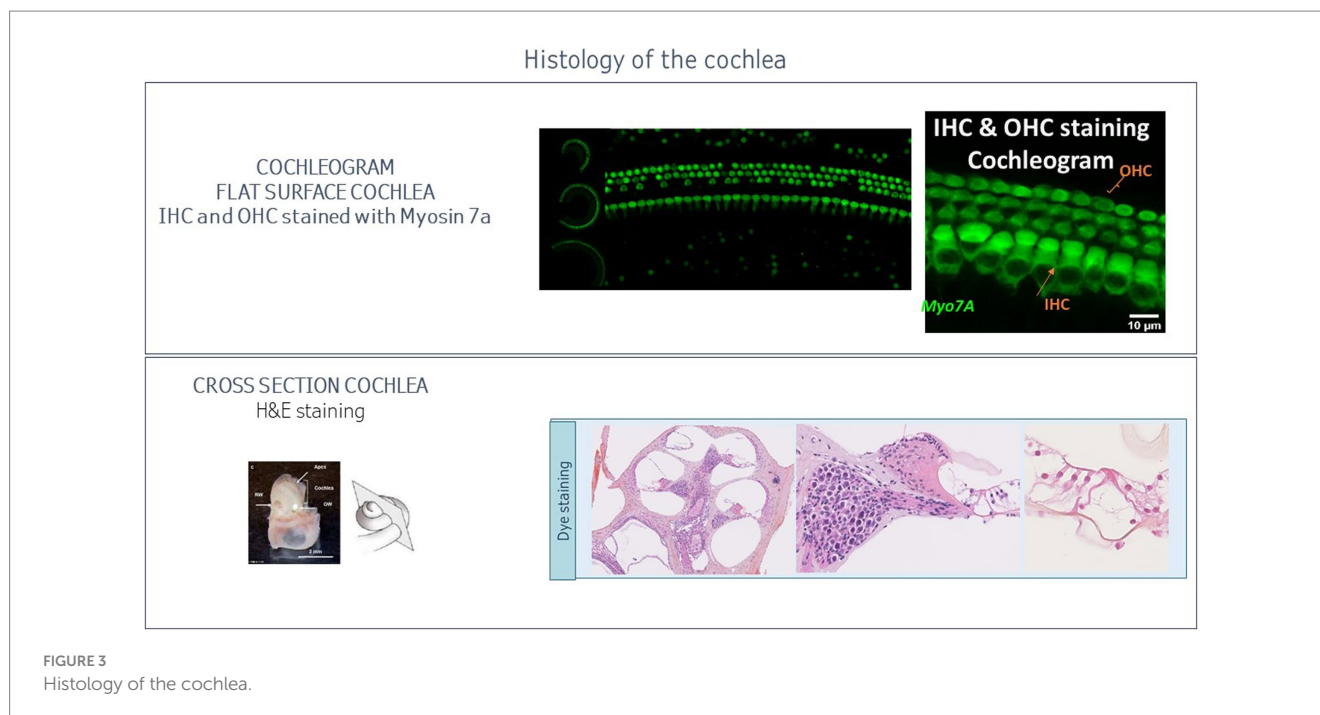 Histology of the cochlea
COCHLEOGRAM
FLAT SURFACE COCHLEA
IHC and OHC stained with Myosin 7a
IHC & OHC staining
Cochleogram
OHC
Myo7A
IHC
10 µm
CROSS SECTION COCHLEA
H&E staining
c
Apex
Cochlea
RW
OW
2 mm
Dye staining
FIGURE 3
Histology of the cochlea.